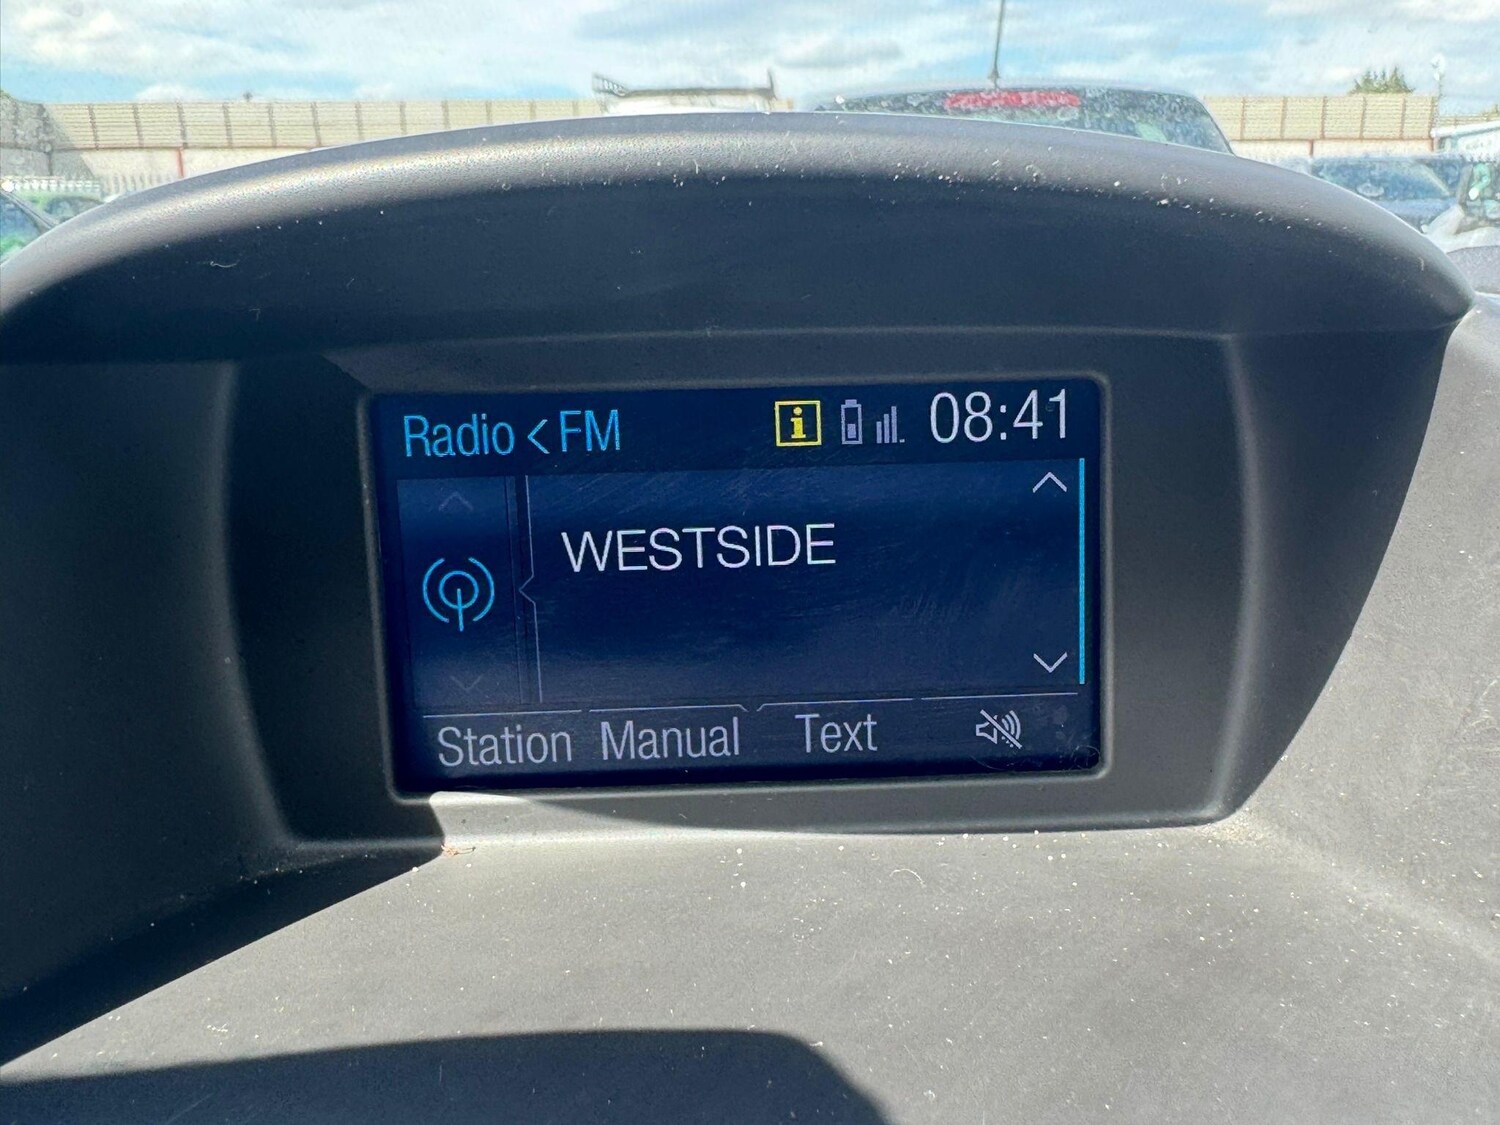 Radio < FM i 08:41
WESTSIDE
Station Manual Text